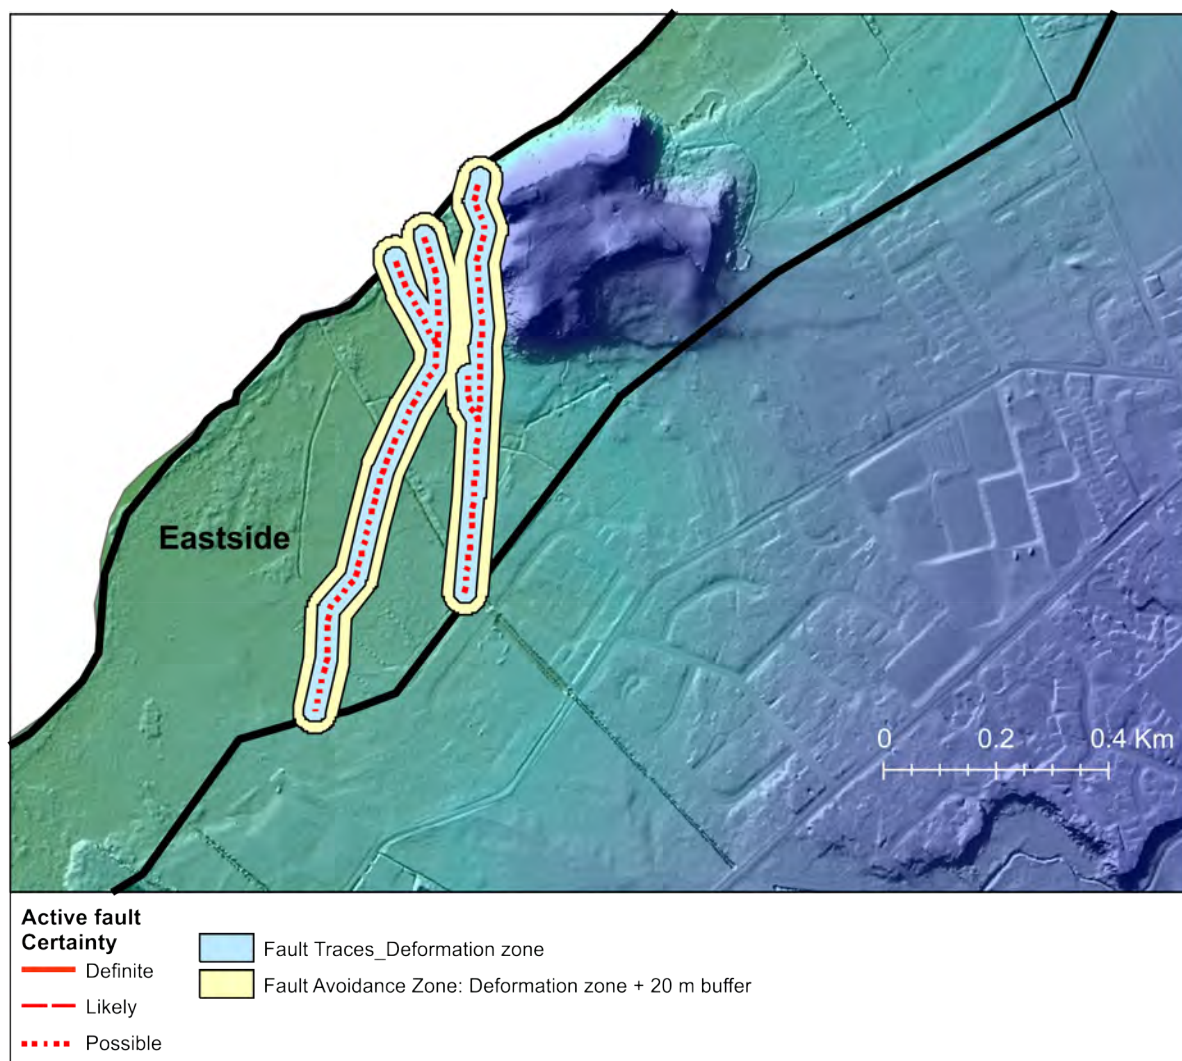 Eastside
0 0.2 0.4 Km
Active fault
Certainty
Definite
Likely
Possible
Fault Traces_Deformation zone
Fault Avoidance Zone: Deformation zone + 20 m buffer